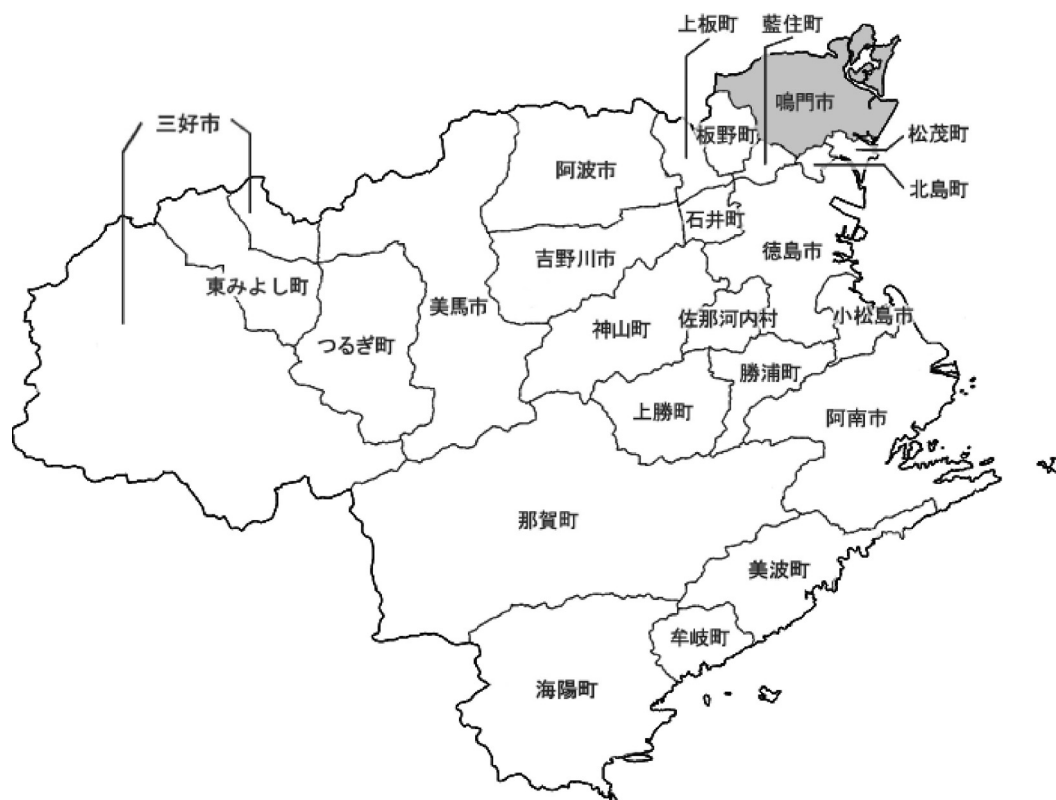 上板町
藍住町
鳴門市
三好市
板野町
松茂町
阿波市
北島町
石井町
吉野川市
徳島市
東みよし町
美馬市
佐那河内村
小松島市
神山町
つるぎ町
勝浦町
上勝町
阿南市
那賀町
美波町
牟岐町
海陽町